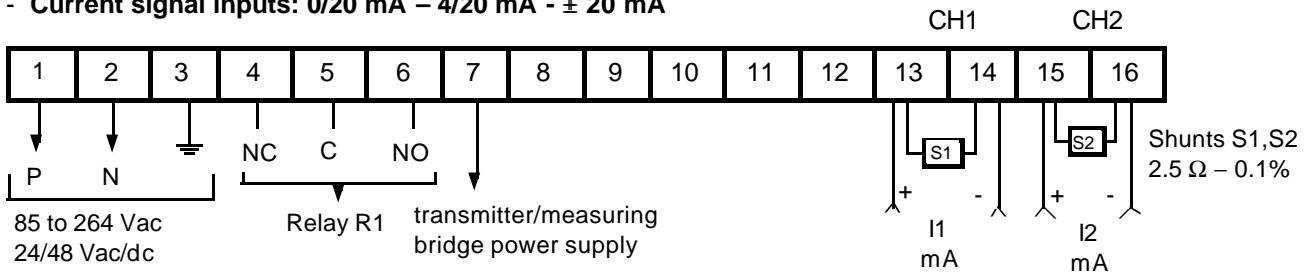 - Current signal inputs: 0/20 mA – 4/20 mA - ± 20 mA
CH1 CH2
1 2 3 4 5 6 7 8 9 10 11 12 13 14 15 16
NC C NO
S1 S2
Shunts S1,S2
2.5 Ω – 0.1%
P N
+ - + -
85 to 264 Vac
24/48 Vac/dc
Relay R1
transmitter/measuring
bridge power supply
I1
mA
I2
mA